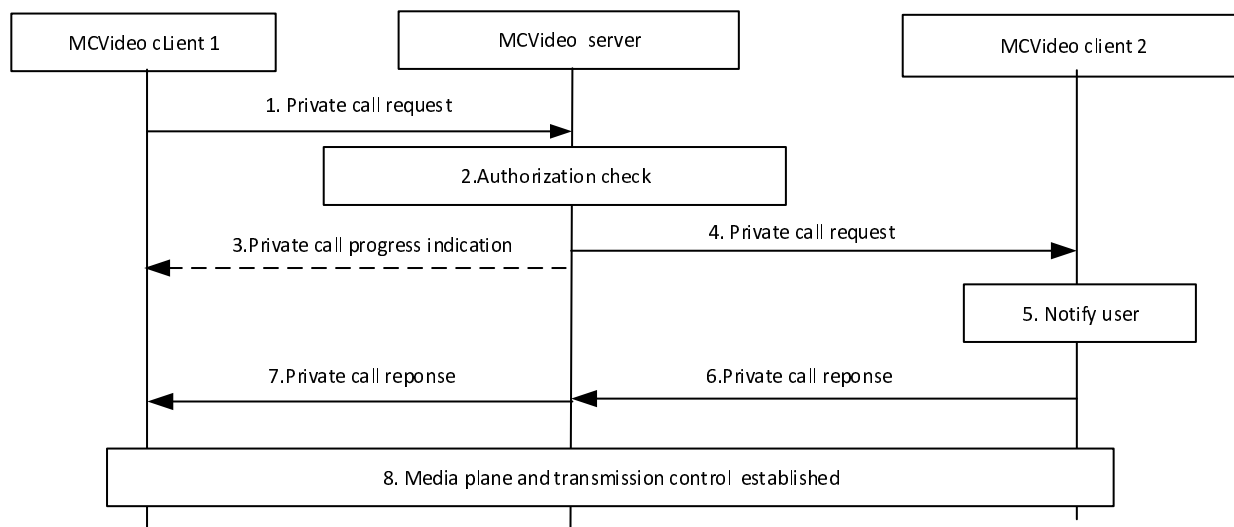 MCVideo cLient 1
MCVideo server
MCVideo client 2
1. Private call request
2.Authorization check
3.Private call progress indication
4. Private call request
5. Notify user
7.Private call reponse
6.Private call reponse
8. Media plane and transmission control established